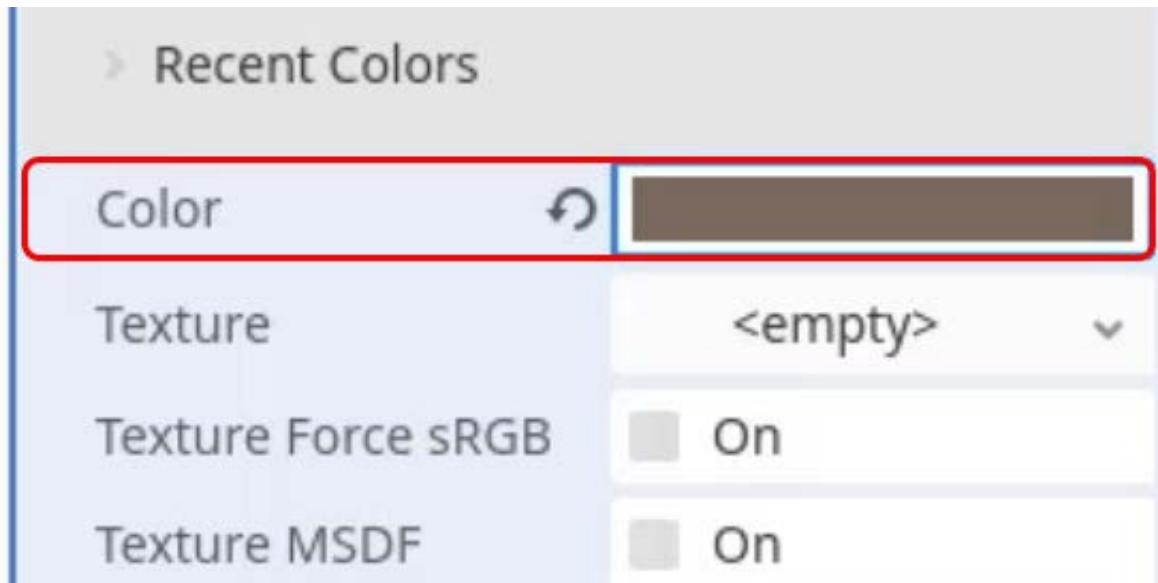 Recent Colors
Color
Texture <empty>
Texture Force sRGB On
Texture MSDF On